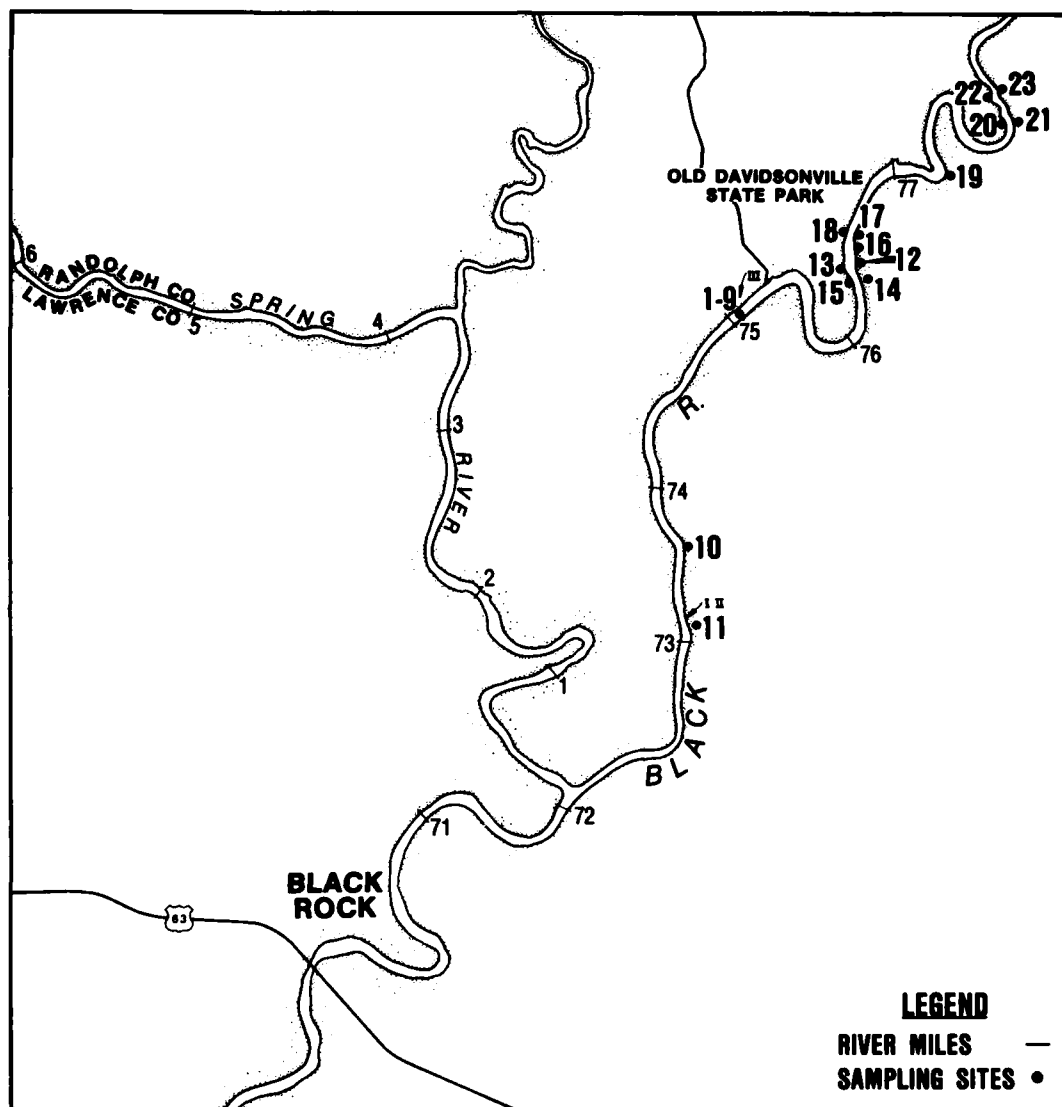 23
22
20
21
OLD DAVIDSONVILLE
STATE PARK
77
19
17
18
16
12
13
14
15
III
1-9
75
76
6
RANDOLPH CO.
LAWRENCE CO.
5
SPRING
4
3
RIVER
R.
74
10
2
I II
11
73
1
BLACK
72
71
BLACK
ROCK
63
LEGEND
RIVER MILES —
SAMPLING SITES •